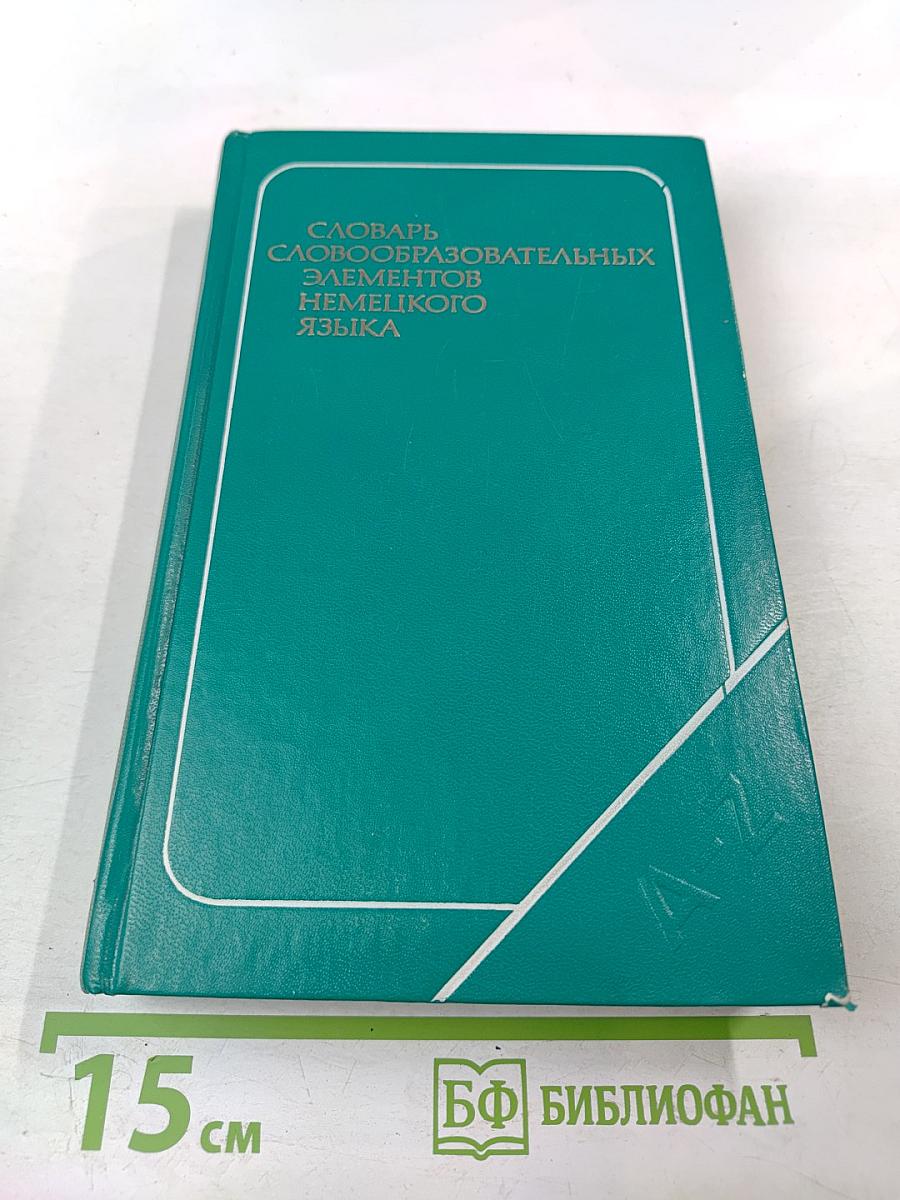 СЛОВАРЬ
СЛОВООБРАЗОВАТЕЛЬНЫХ
ЭЛЕМЕНТОВ
НЕМЕЦКОГО
ЯЗЫКА
A-Z
15 см
БФ БИБЛИОФАН